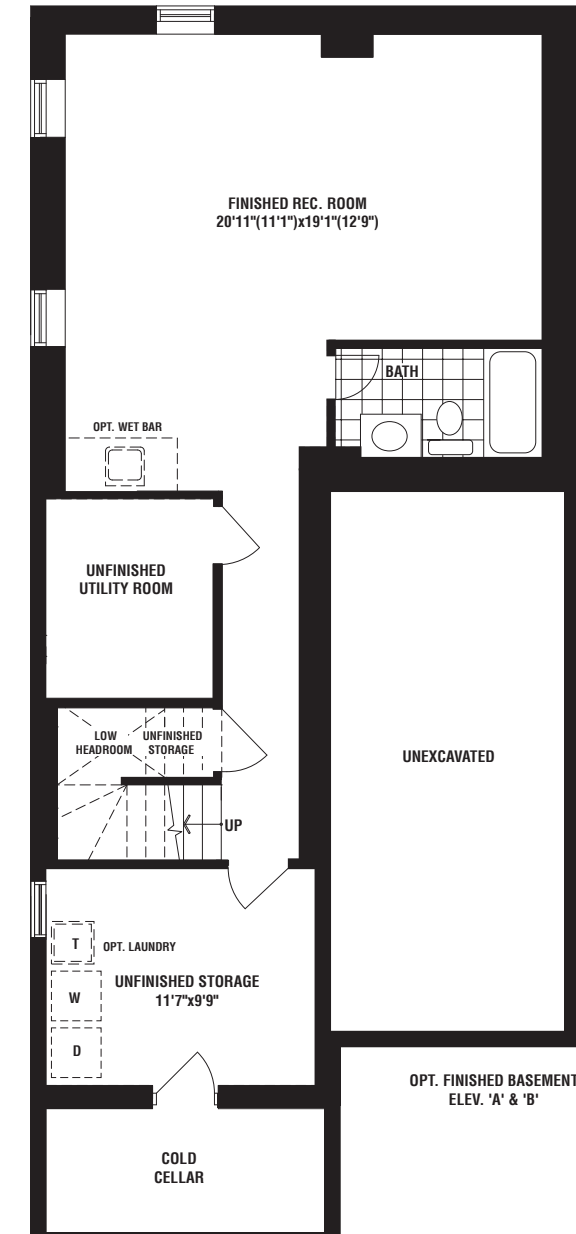 FINISHED REC. ROOM
20'11"(11'1")x19'1"(12'9")
BATH
OPT. WET BAR
UNFINISHED
UTILITY ROOM
LOW
HEADROOM
UNFINISHED
STORAGE
UNEXCAVATED
UP
T
OPT. LAUNDRY
W
UNFINISHED STORAGE
11'7"x9'9"
D
OPT. FINISHED BASEMENT
ELEV. 'A' & 'B'
COLD
CELLAR